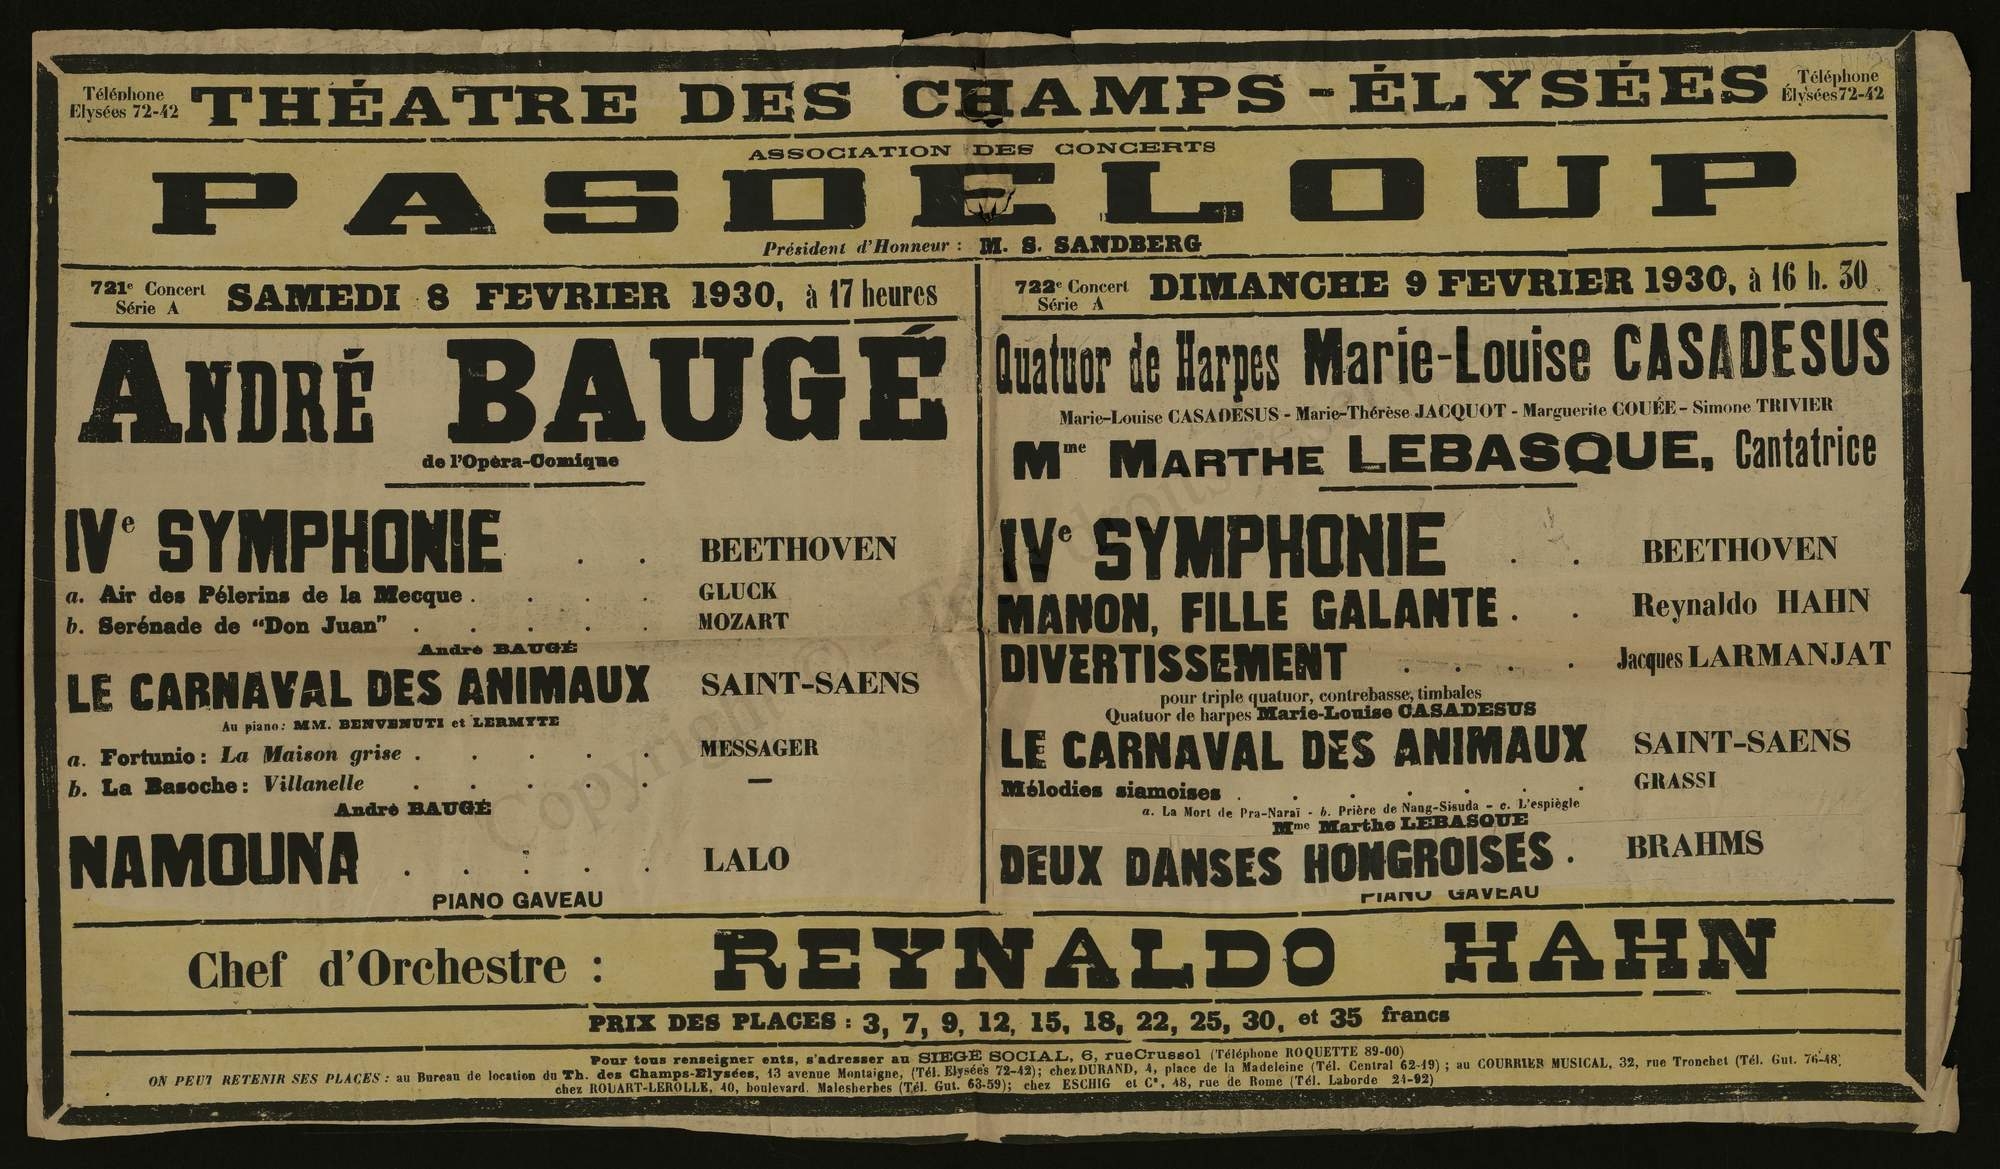 Téléphone
Elysées 72-42
THÉATRE DES CHAMPS-ÉLYSÉES
Téléphone
Élysées 72-42
ASSOCIATION DES CONCERTS
PASDELOUP
Président d'Honneur : M. S. SANDBERG
721e Concert
Série A
SAMEDI 8 FEVRIER 1930, à 17 heures
ANDRÉ BAUGÉ
de l'Opéra-Comique
IVe SYMPHONIE . . BEETHOVEN
a. Air des Pélerins de la Mecque . . . . GLUCK
b. Serénade de "Don Juan" . . . . . MOZART
André BAUGÉ
LE CARNAVAL DES ANIMAUX SAINT-SAENS
Au piano: MM. BENVENUTI et LERMYTE
a. Fortunio: La Maison grise . . . . . MESSAGER
b. La Basoche: Villanelle . . . . . —
André BAUGÉ
NAMOUNA . . . . . LALO
PIANO GAVEAU
722e Concert
Série A
DIMANCHE 9 FEVRIER 1930, à 16 h. 30
Quatuor de Harpes Marie-Louise CASADESUS
Marie-Louise CASADESUS - Marie-Thérèse JACQUOT - Marguerite COUÉE - Simone TRIVIER
Mme MARTHE LEBASQUE, Cantatrice
IVe SYMPHONIE . . BEETHOVEN
MANON, FILLE GALANTE . . Reynaldo HAHN
DIVERTISSEMENT . . . . Jacques LARMANJAT
pour triple quatuor, contrebasse, timbales
Quatuor de harpes Marie-Louise CASADESUS
LE CARNAVAL DES ANIMAUX SAINT-SAENS
Mélodies siamoises . . . . . . . GRASSI
a. La Mort de Pra-Naraï - b. Prière de Nang-Sisuda - c. L'espiègle
Mme Marthe LEBASQUE
DEUX DANSES HONGROISES . BRAHMS
PIANO GAVEAU
Chef d'Orchestre : REYNALDO HAHN
PRIX DES PLACES : 3, 7, 9, 12, 15, 18, 22, 25, 30, et 35 francs
Pour tous renseigner ents, s'adresser au SIEGE SOCIAL, 6, rue Crussol (Téléphone ROQUETTE 89-00)
ON PEUT RETENIR SES PLACES : au Bureau de location du Th. des Champs-Elysées, 13 avenue Montaigne, (Tél. Elysées 72-42); chez DURAND, 4, place de la Madeleine (Tél. Central 62-19) ; au COURRIER MUSICAL, 32, rue Tronchet (Tél. Gut. 76-48)
chez ROUART-LEROLLE, 40, boulevard. Malesherbes (Tél. Gut. 63-59); chez ESCHIG et Ce, 48, rue de Rome (Tél. Laborde 24-92)